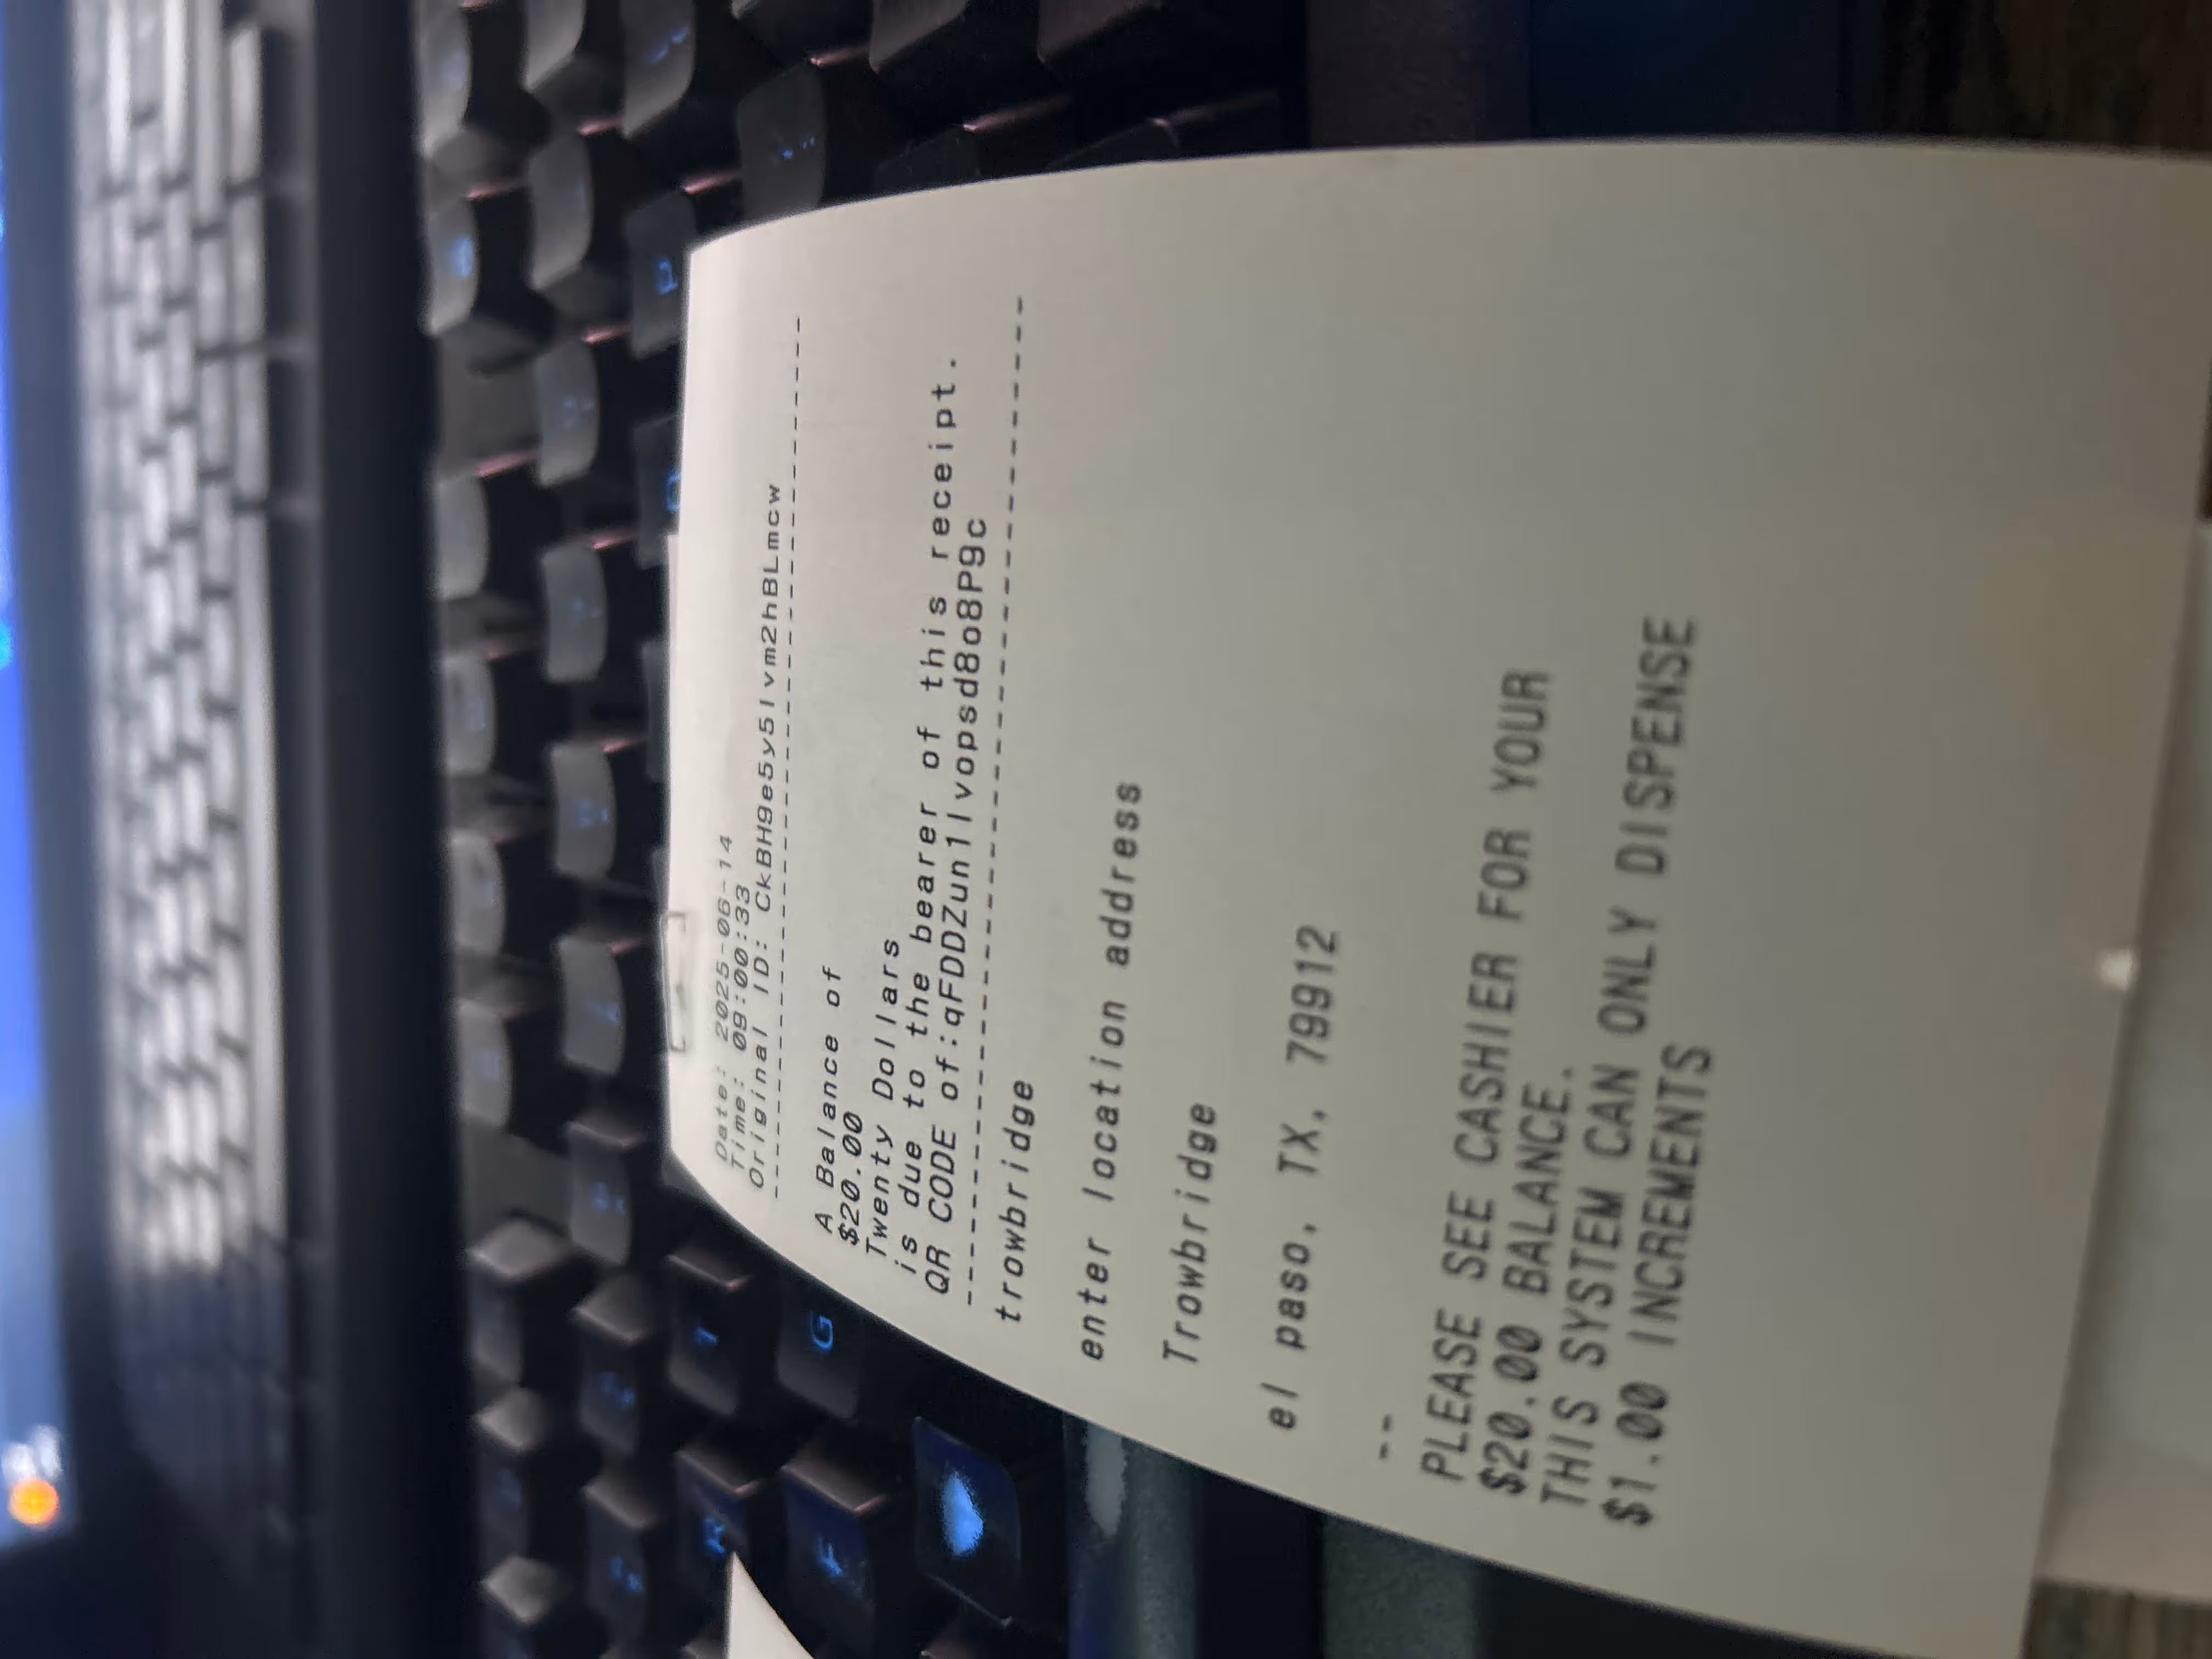 Date: 2025-06-14
Time: 09:00:33
Original ID: CkBH9e5y5Ivm2hBLmcw
------------------------------------------
A Balance of
$20.00
Twenty Dollars
is due to the bearer of this receipt.
QR CODE of:qFDDZun1Ivopsd8o8P9c
------------------------------------------
trowbridge
enter location address
Trowbridge
el paso, TX, 79912
--
PLEASE SEE CASHIER FOR YOUR
$20.00 BALANCE.
THIS SYSTEM CAN ONLY DISPENSE
$1.00 INCREMENTS
P
T
G
R
F